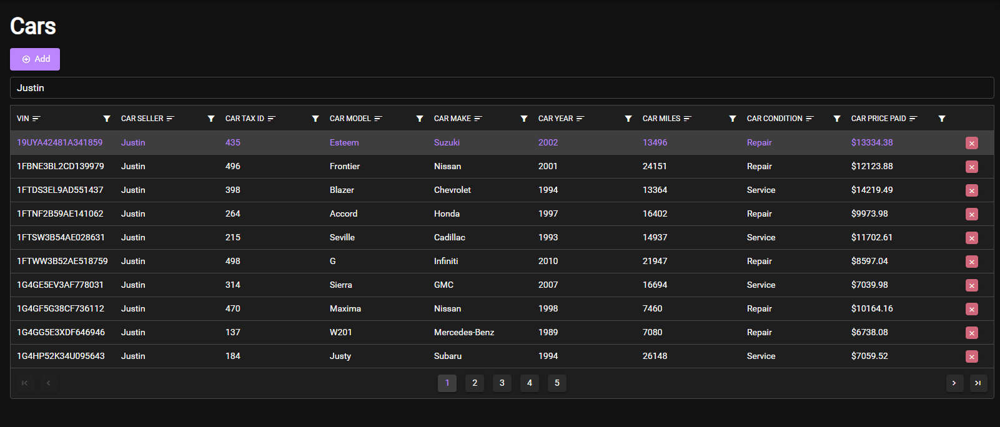 Cars
Add
Justin
VIN CAR SELLER CAR TAX ID CAR MODEL CAR MAKE CAR YEAR CAR MILES CAR CONDITION CAR PRICE PAID
19UYA42481A341859 Justin 435 Esteem Suzuki 2002 13496 Repair $13334.38
1FBNE3BL2CD139979 Justin 496 Frontier Nissan 2001 24151 Repair $12123.88
1FTDS3EL9AD551437 Justin 398 Blazer Chevrolet 1994 13364 Service $14219.49
1FTNF2B59AE141062 Justin 264 Accord Honda 1997 16402 Repair $9973.98
1FTSW3B54AE028631 Justin 215 Seville Cadillac 1993 14937 Service $11702.61
1FTWW3B52AE518759 Justin 498 G Infiniti 2010 21947 Repair $8597.04
1G4GE5EV3AF778031 Justin 314 Sierra GMC 2007 16694 Service $7039.98
1G4GF5G38CF736112 Justin 470 Maxima Nissan 1998 7460 Repair $10164.16
1G4GG5E3XDF646946 Justin 137 W201 Mercedes-Benz 1989 7080 Repair $6738.08
1G4HP52K34U095643 Justin 184 Justy Subaru 1994 26148 Service $7059.52
1 2 3 4 5